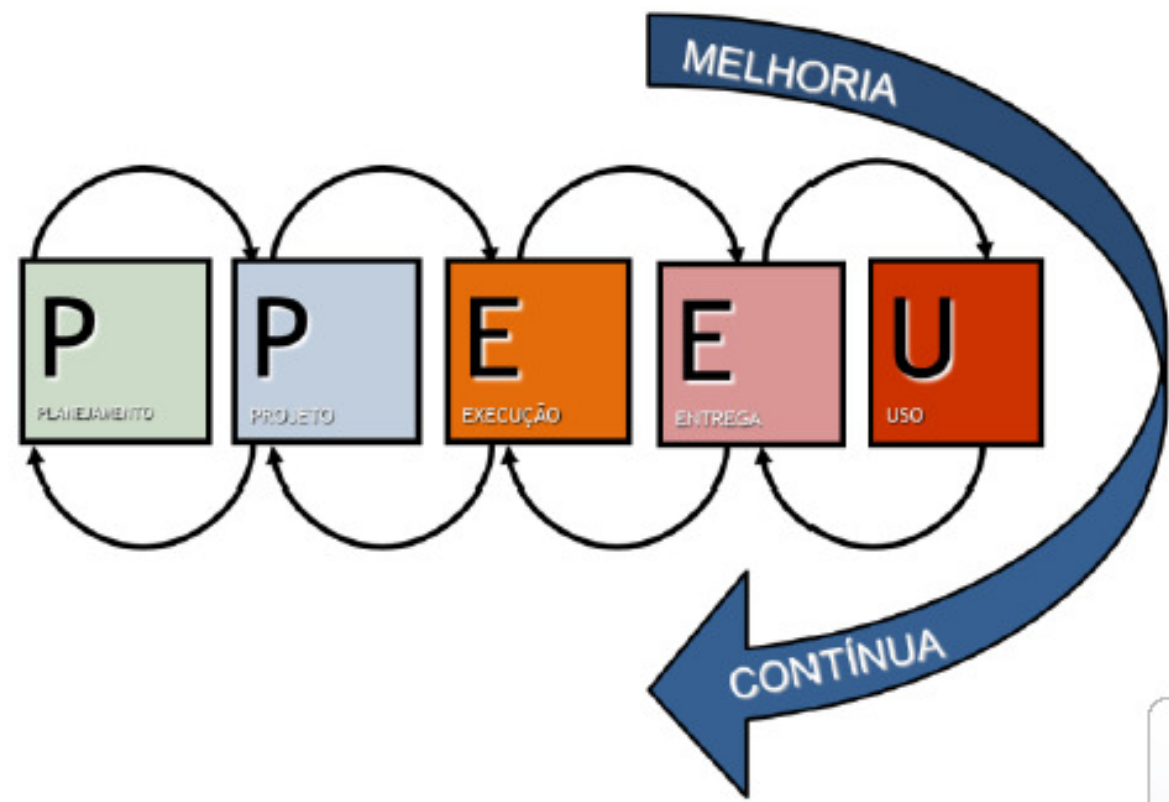 MELHORIA
P
PLANEJAMENTO
P
PROJETO
E
EXECUÇÃO
E
ENTREGA
U
USO
CONTÍNUA